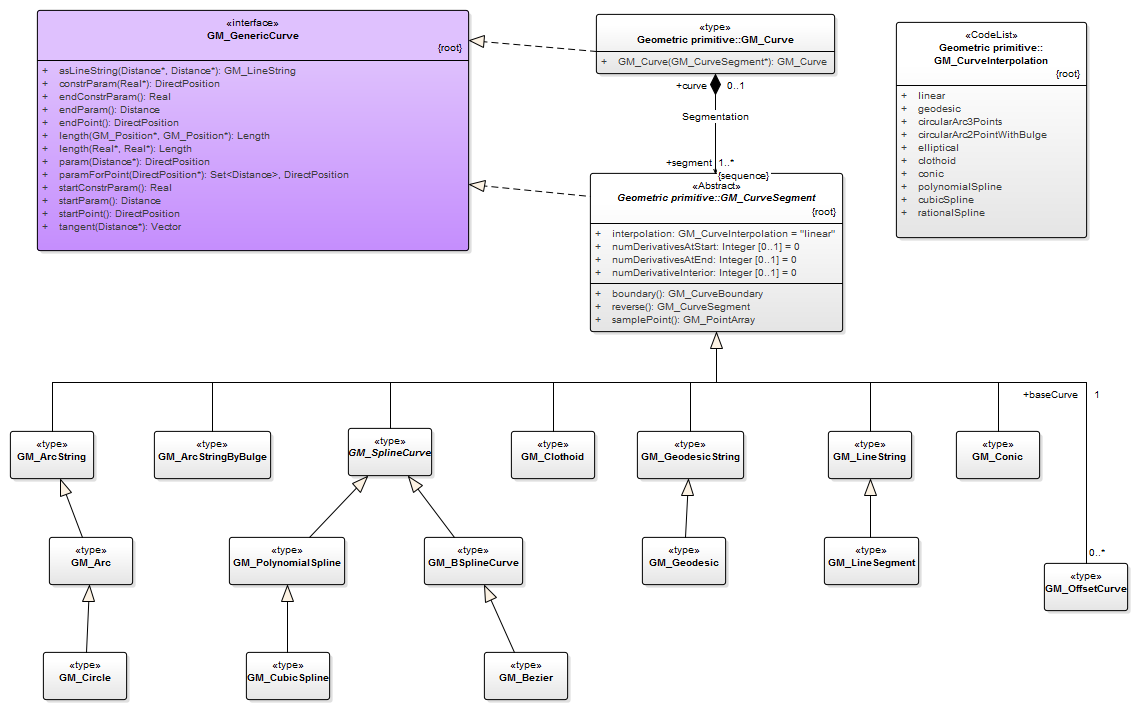 «interface»
GM_GenericCurve
{root}
+ asLineString(Distance*, Distance*): GM_LineString
+ constrParam(Real*): DirectPosition
+ endConstrParam(): Real
+ endParam(): Distance
+ endPoint(): DirectPosition
+ length(GM_Position*, GM_Position*): Length
+ length(Real*, Real*): Length
+ param(Distance*): DirectPosition
+ paramForPoint(DirectPosition*): Set<Distance>, DirectPosition
+ startConstrParam(): Real
+ startParam(): Distance
+ startPoint(): DirectPosition
+ tangent(Distance*): Vector
«type»
Geometric primitive::GM_Curve
+ GM_Curve(GM_CurveSegment*): GM_Curve
+curve 0..1
Segmentation
+segment 1..*
{sequence}
«Abstract»
Geometric primitive::GM_CurveSegment
{root}
+ interpolation: GM_CurveInterpolation = "linear"
+ numDerivativesAtStart: Integer [0..1] = 0
+ numDerivativesAtEnd: Integer [0..1] = 0
+ numDerivativeInterior: Integer [0..1] = 0
+ boundary(): GM_CurveBoundary
+ reverse(): GM_CurveSegment
+ samplePoint(): GM_PointArray
«CodeList»
Geometric primitive::
GM_CurveInterpolation
{root}
+ linear
+ geodesic
+ circularArc3Points
+ circularArc2PointWithBulge
+ elliptical
+ clothoid
+ conic
+ polynomialSpline
+ cubicSpline
+ rationalSpline
+baseCurve 1
«type»
GM_ArcString
«type»
GM_ArcStringByBulge
«type»
GM_SplineCurve
«type»
GM_Clothoid
«type»
GM_GeodesicString
«type»
GM_LineString
«type»
GM_Conic
«type»
GM_Arc
«type»
GM_PolynomialSpline
«type»
GM_BSplineCurve
«type»
GM_Geodesic
«type»
GM_LineSegment
0..*
«type»
GM_OffsetCurve
«type»
GM_Circle
«type»
GM_CubicSpline
«type»
GM_Bezier